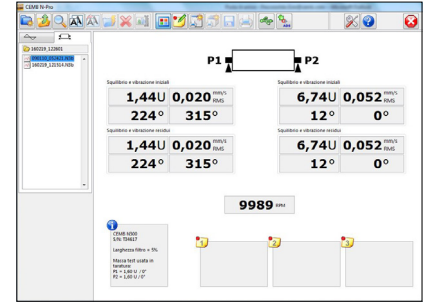 CEMB N-Pro
160219_122601
160219_121514.N3b
P1
P2
Squilibrio e vibrazione iniziali
Squilibrio e vibrazione iniziali
1,44U 0,020 mm/s RMS
6,74U 0,052 mm/s RMS
224° 315°
12° 0°
Squilibrio e vibrazione residui
Squilibrio e vibrazione residui
1,44U 0,020 mm/s RMS
6,74U 0,052 mm/s RMS
224° 315°
12° 0°
9989 RPM
CEMB N500
Larghezza filtro = 5%
Massa test usata in
taratura:
P1 = 1,60 U / 0°
P2 = 1,60 U / 0°
1
2
3